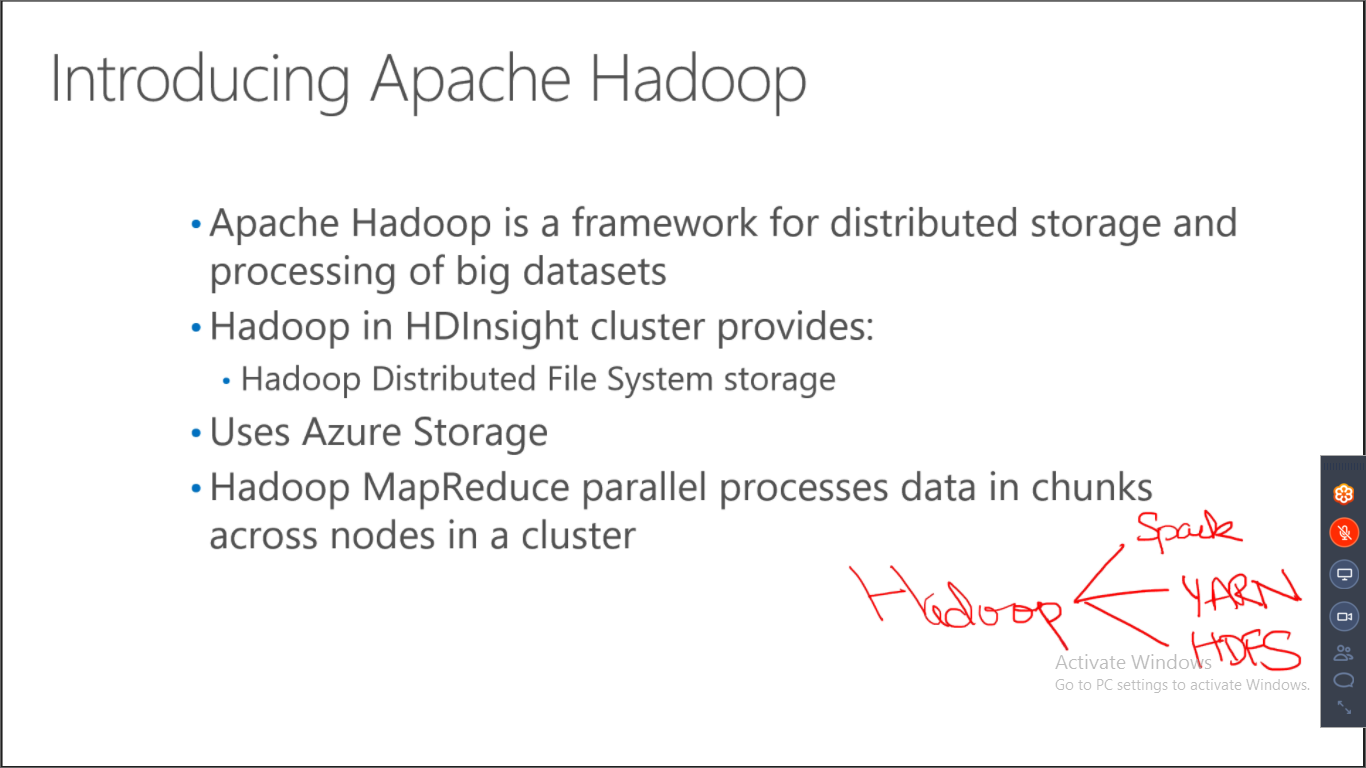 Introducing Apache Hadoop
• Apache Hadoop is a framework for distributed storage and
processing of big datasets
• Hadoop in HDInsight cluster provides:
• Hadoop Distributed File System storage
• Uses Azure Storage
• Hadoop MapReduce parallel processes data in chunks
across nodes in a cluster
Spark
Hadoop
YARN
HDFS
Activate Windows
Go to PC settings to activate Windows.